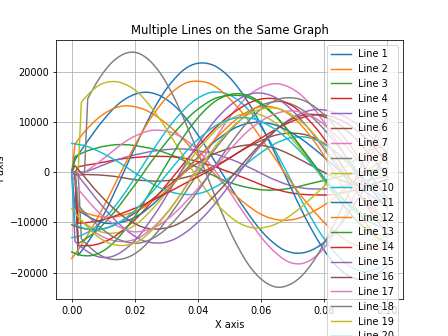 Multiple Lines on the Same Graph
20000
10000
0
−10000
−20000
0.00
0.02
0.04
0.06
X axis
Line 1
Line 2
Line 3
Line 4
Line 5
Line 6
Line 7
Line 8
Line 9
Line 10
Line 11
Line 12
Line 13
Line 14
Line 15
Line 16
Line 17
Line 18
Line 19